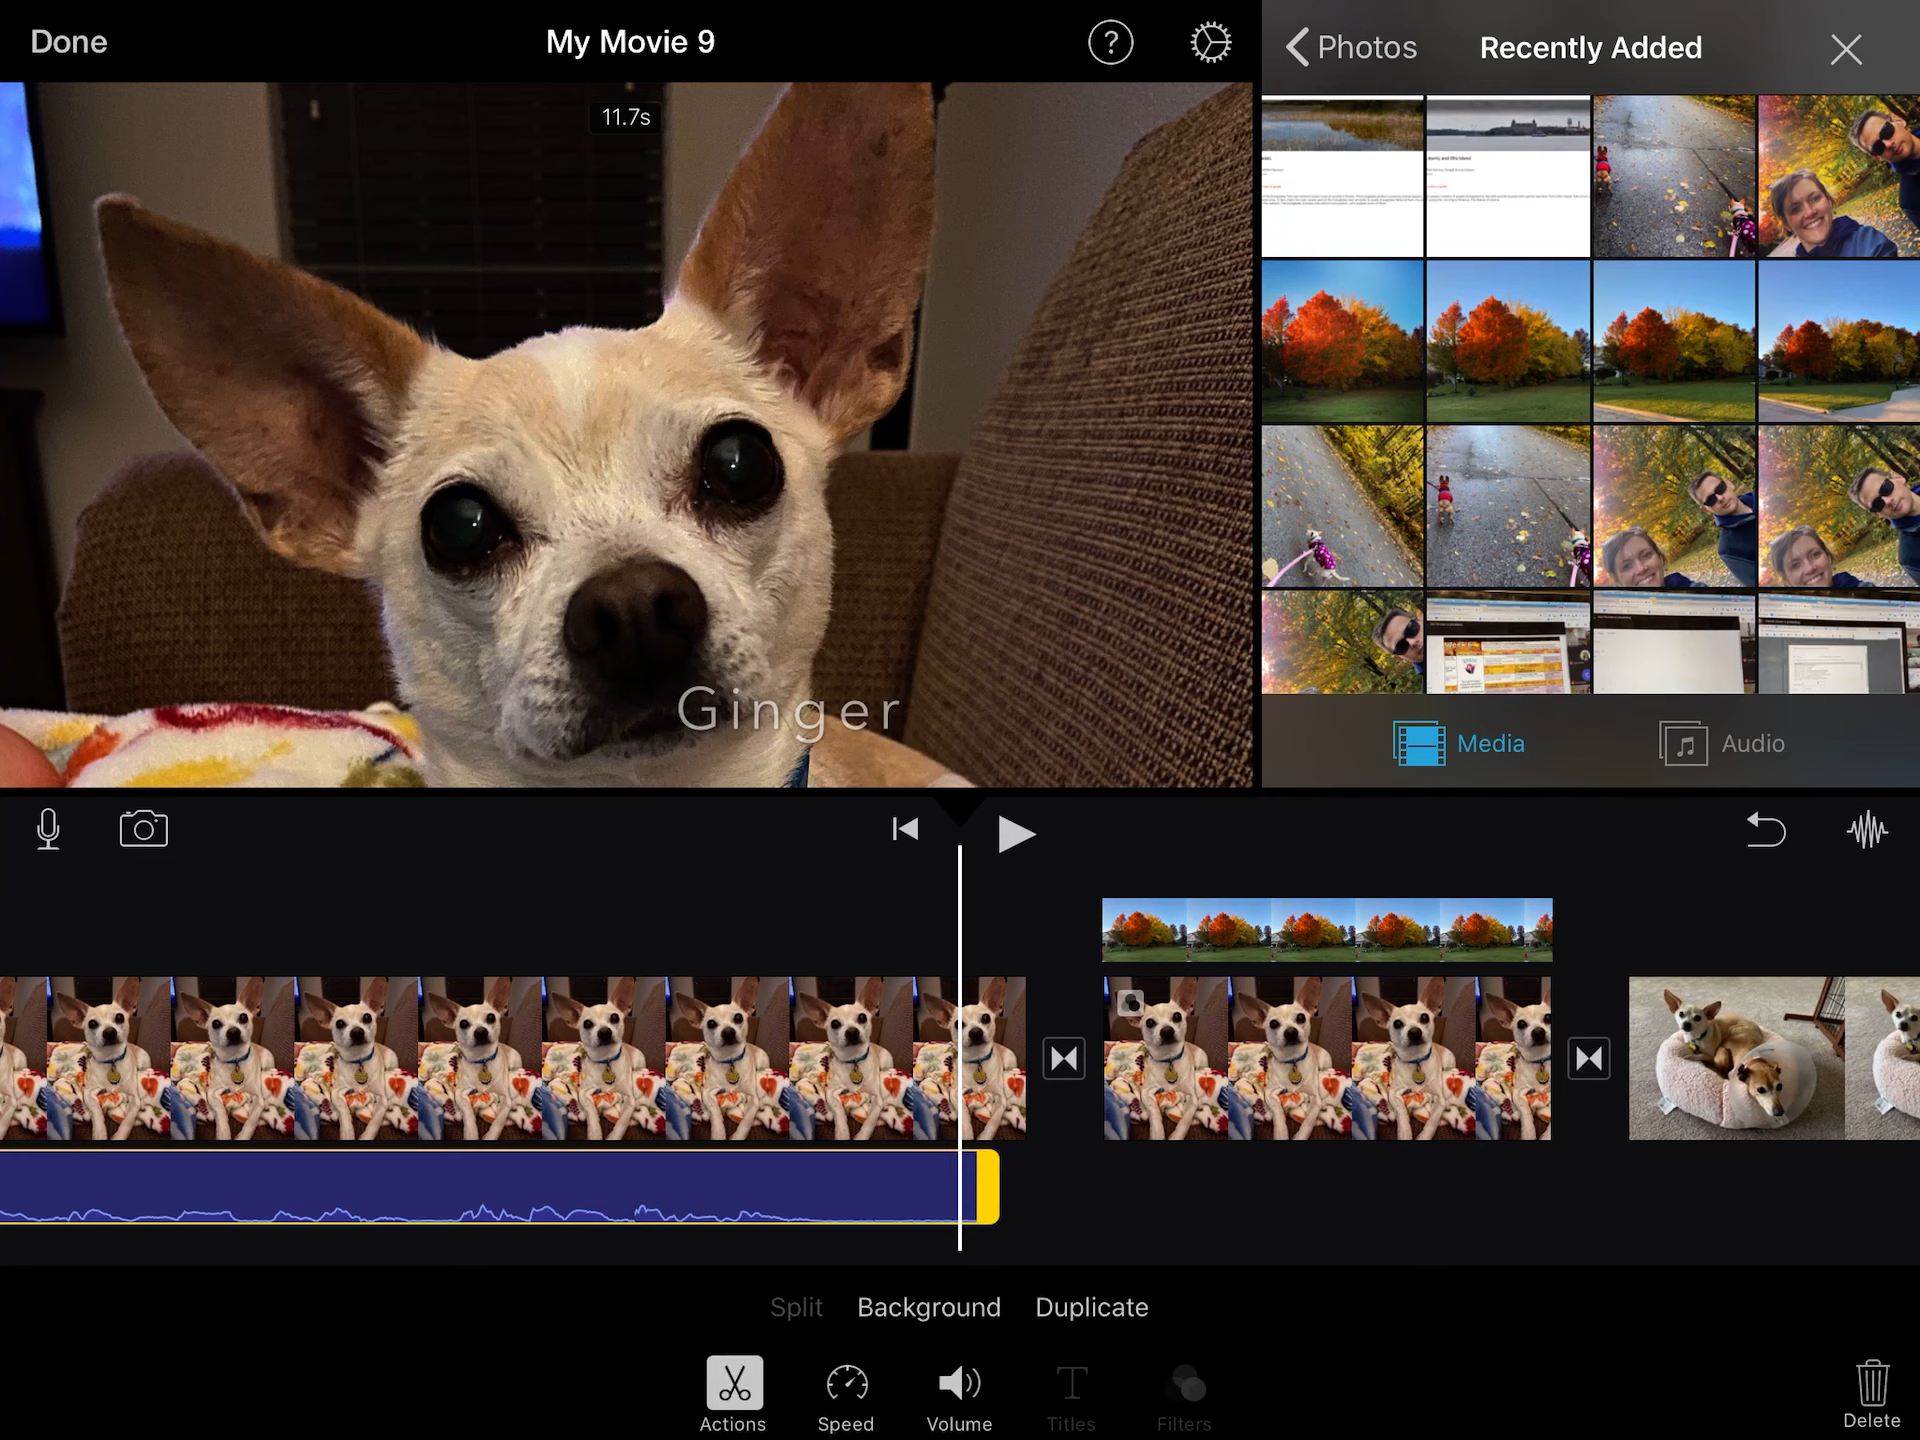 Done
My Movie 9
?
Photos
Recently Added
11.7s
Ginger
Media
Audio
Split
Background
Duplicate
Actions
Speed
Volume
Titles
Filters
Delete